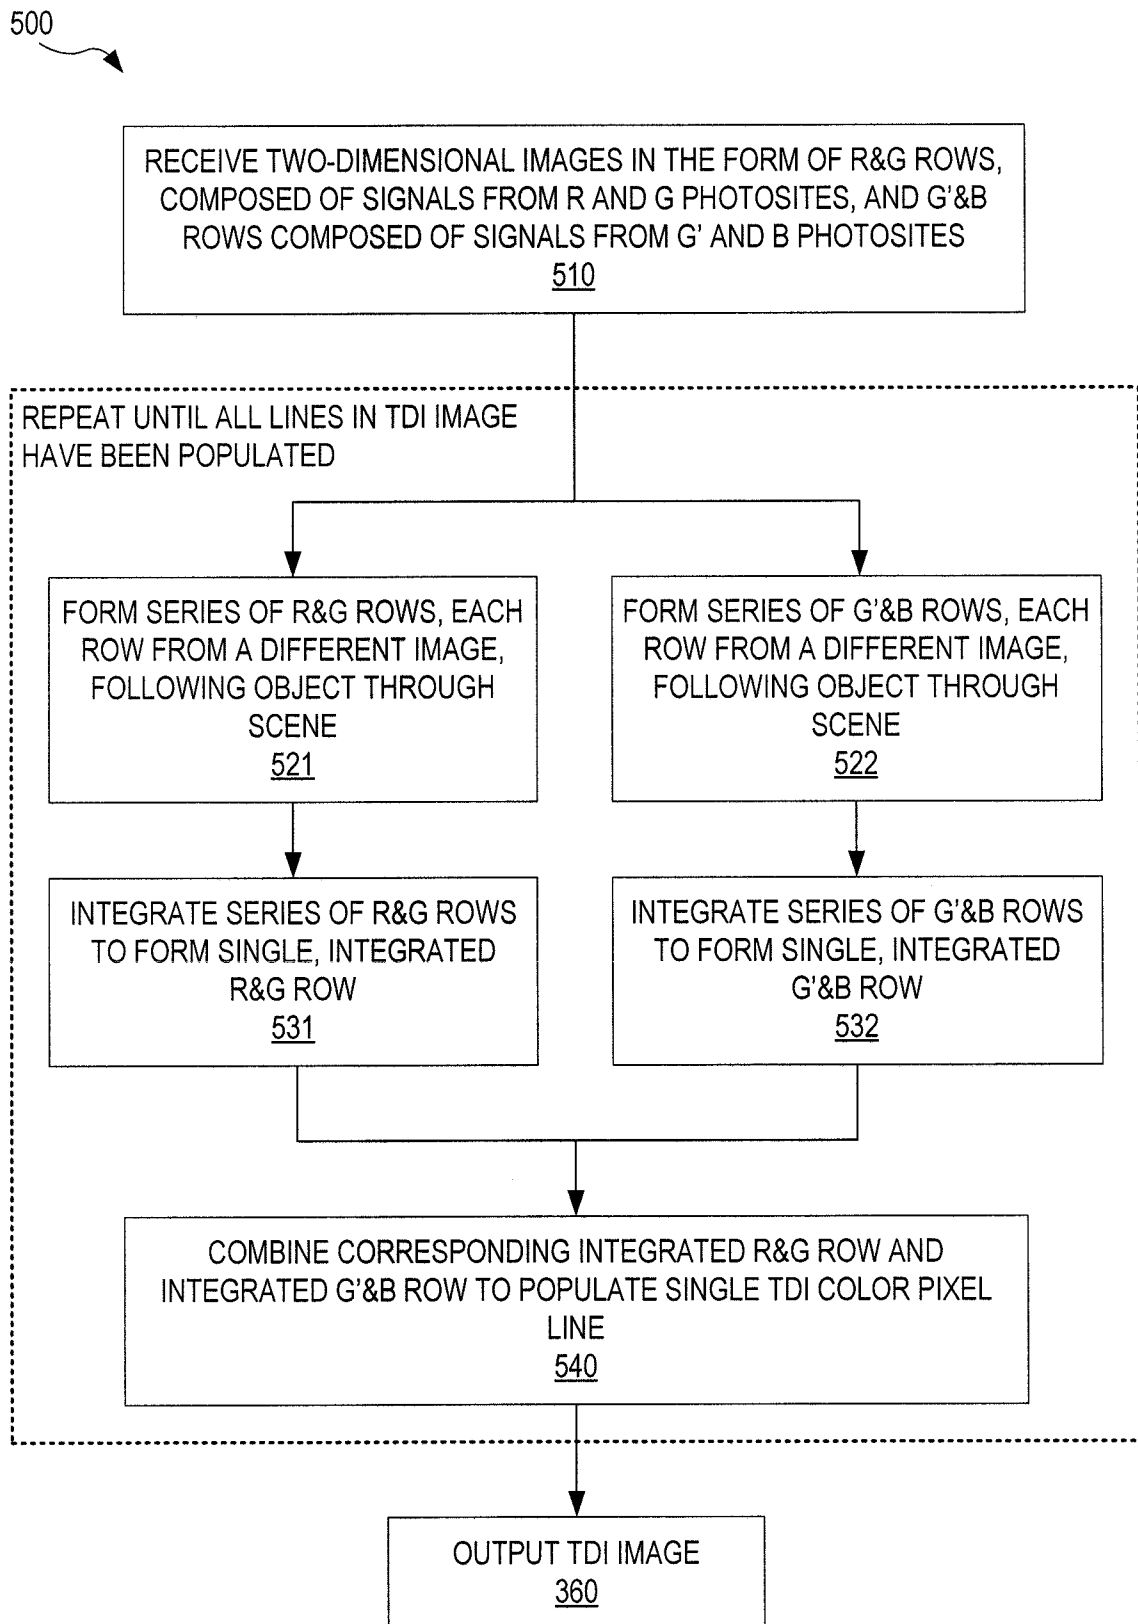 500
RECEIVE TWO-DIMENSIONAL IMAGES IN THE FORM OF R&G ROWS,
COMPOSED OF SIGNALS FROM R AND G PHOTOSITES, AND G'&B
ROWS COMPOSED OF SIGNALS FROM G' AND B PHOTOSITES
510
REPEAT UNTIL ALL LINES IN TDI IMAGE
HAVE BEEN POPULATED
FORM SERIES OF R&G ROWS, EACH
ROW FROM A DIFFERENT IMAGE,
FOLLOWING OBJECT THROUGH
SCENE
521
FORM SERIES OF G'&B ROWS, EACH
ROW FROM A DIFFERENT IMAGE,
FOLLOWING OBJECT THROUGH
SCENE
522
INTEGRATE SERIES OF R&G ROWS
TO FORM SINGLE, INTEGRATED
R&G ROW
531
INTEGRATE SERIES OF G'&B ROWS
TO FORM SINGLE, INTEGRATED
G'&B ROW
532
COMBINE CORRESPONDING INTEGRATED R&G ROW AND
INTEGRATED G'&B ROW TO POPULATE SINGLE TDI COLOR PIXEL
LINE
540
OUTPUT TDI IMAGE
360